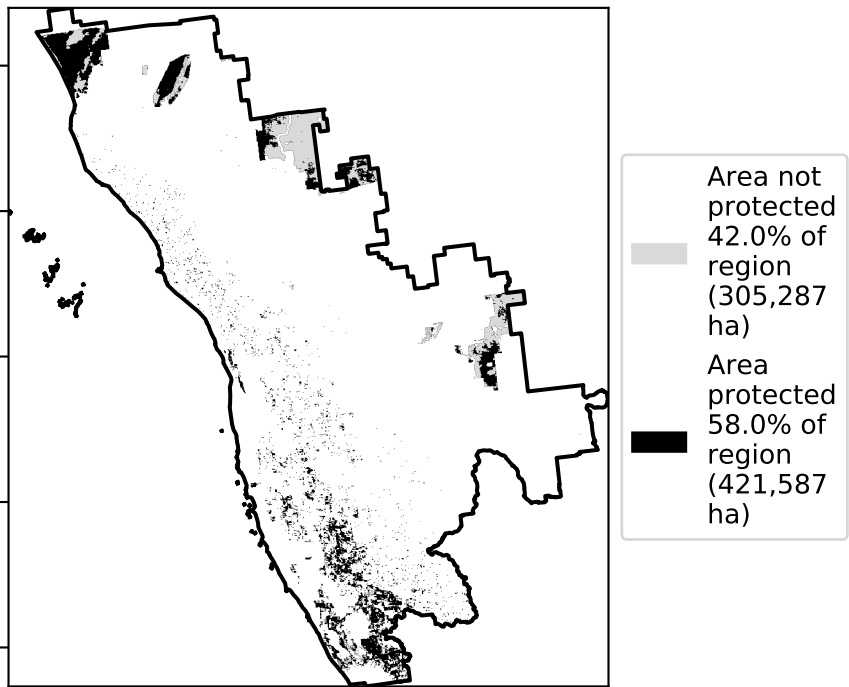 Area not
protected
42.0% of
region
(305,287
ha)
Area
protected
58.0% of
region
(421,587
ha)